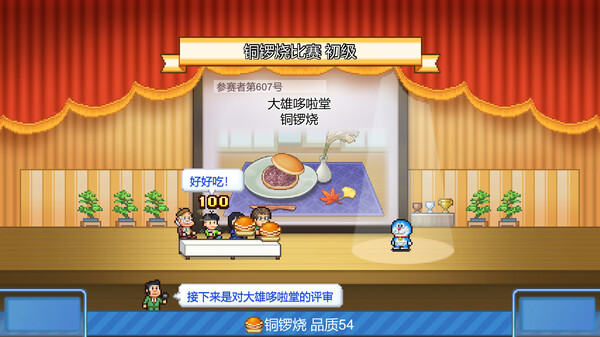 铜锣烧比赛 初级
参赛者第607号
大雄哆啦堂
铜锣烧
好好吃！
100
接下来是对大雄哆啦堂的评审
铜锣烧 品质54